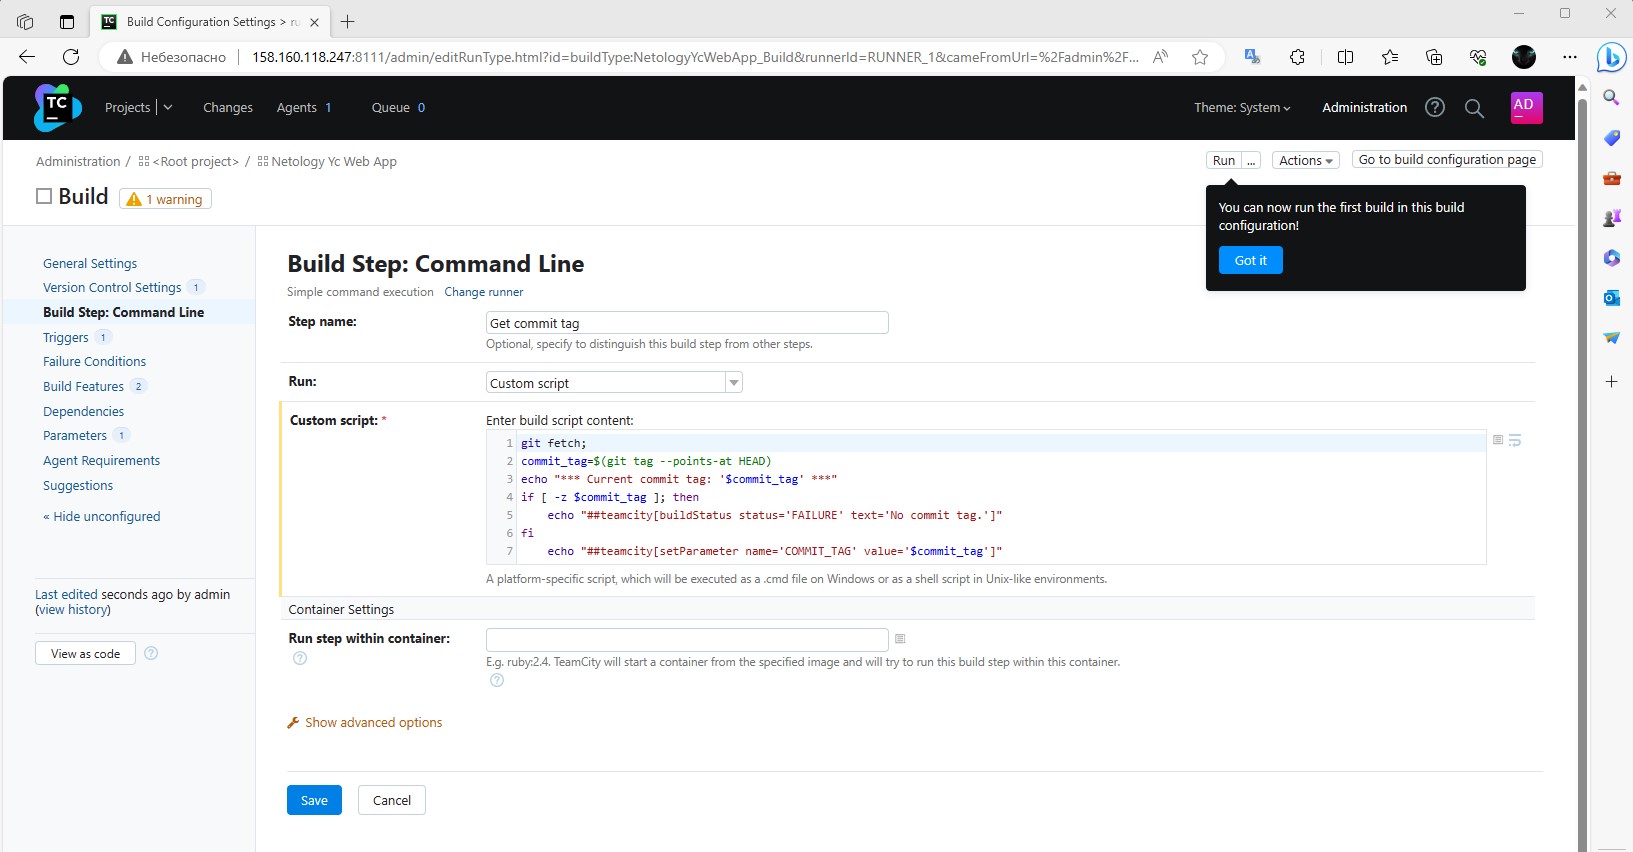 Build Configuration Settings > ru
Небезопасно
158.160.118.247:8111/admin/editRunType.html?id=buildType:NetologyYcWebApp_Build&runnerId=RUNNER_1&cameFromUrl=%2Fadmin%2F...
TC
Projects
Changes
Agents 1
Queue 0
Theme: System
Administration
AD
Administration / <Root project> / Netology Yc Web App
Run ...
Actions
Go to build configuration page
Build
1 warning
You can now run the first build in this build
configuration!
Got it
General Settings
Version Control Settings 1
Build Step: Command Line
Triggers 1
Failure Conditions
Build Features 2
Dependencies
Parameters 1
Agent Requirements
Suggestions
« Hide unconfigured
Last edited seconds ago by admin
(view history)
View as code ?
Build Step: Command Line
Simple command execution Change runner
Step name: Get commit tag
Optional, specify to distinguish this build step from other steps.
Run: Custom script
Custom script: * Enter build script content:
1 git fetch;
2 commit_tag=$(git tag --points-at HEAD)
3 echo "*** Current commit tag: '$commit_tag' ***"
4 if [ -z $commit_tag ]; then
5 echo "##teamcity[buildStatus status='FAILURE' text='No commit tag.']"
6 fi
7 echo "##teamcity[setParameter name='COMMIT_TAG' value='$commit_tag']"
A platform-specific script, which will be executed as a .cmd file on Windows or as a shell script in Unix-like environments.
Container Settings
Run step within container:
?
E.g. ruby:2.4. TeamCity will start a container from the specified image and will try to run this build step within this container.
?
Show advanced options
Save
Cancel